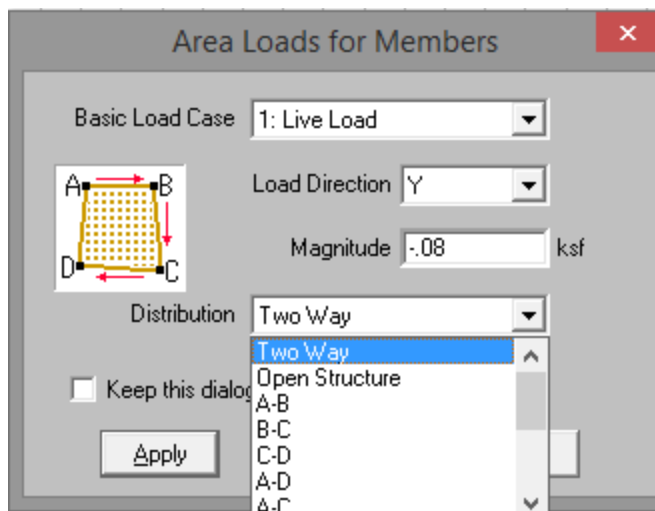 Area Loads for Members
Basic Load Case 1: Live Load
A B
Load Direction Y
D C
Magnitude -.08 ksf
Distribution Two Way
Two Way
Open Structure
Keep this dialog
A-B
B-C
Apply
C-D
A-D
A-C